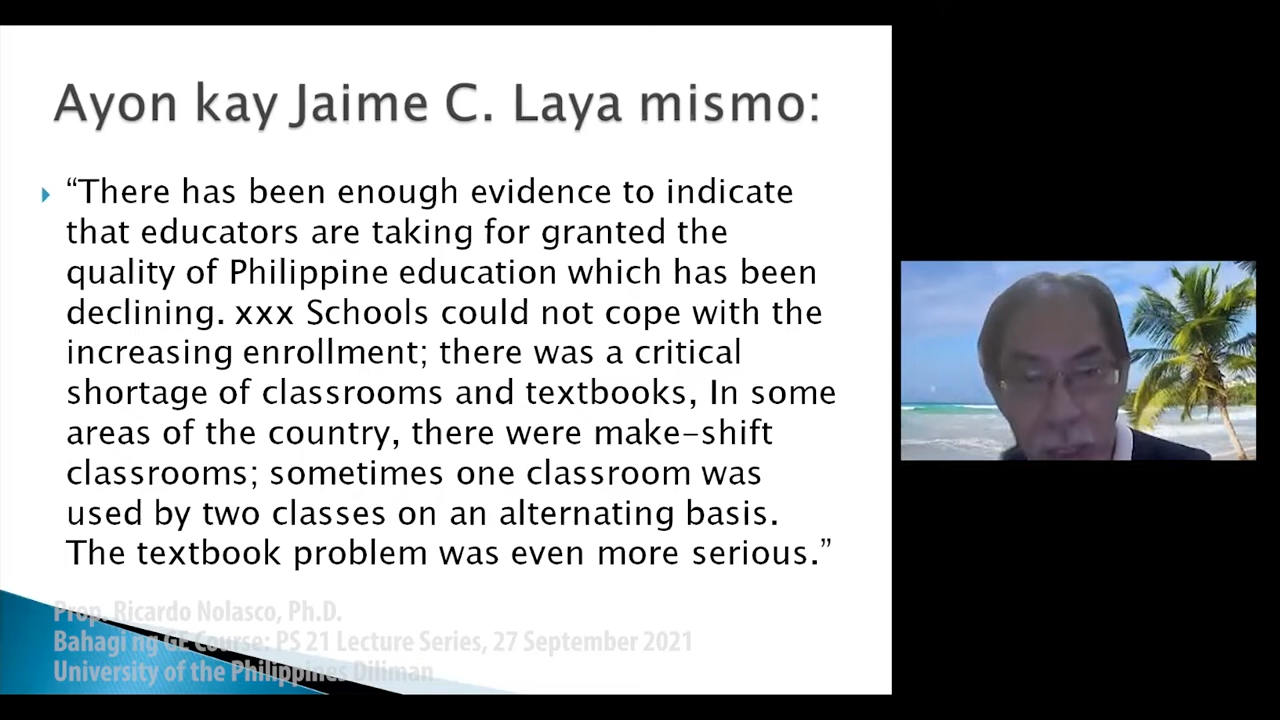 Ayon kay Jaime C. Laya mismo:
“There has been enough evidence to indicate
that educators are taking for granted the
quality of Philippine education which has been
declining. xxx Schools could not cope with the
increasing enrollment; there was a critical
shortage of classrooms and textbooks, In some
areas of the country, there were make-shift
classrooms; sometimes one classroom was
used by two classes on an alternating basis.
The textbook problem was even more serious.”
Prop. Ricardo Nolasco, Ph.D.
Bahagi ng GE Course: PS 21 Lecture Series, 27 September 2021
University of the Philippines Diliman